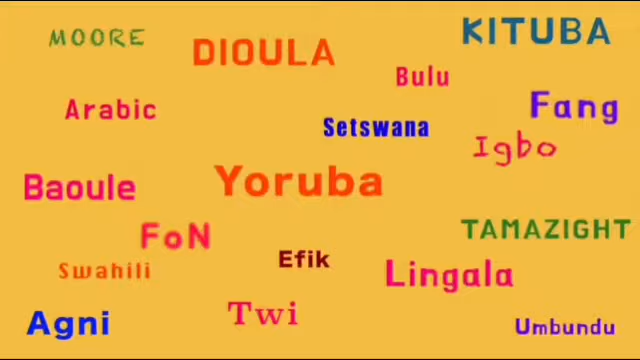 MOORE
DIOULA
KITUBA
Bulu
Arabic
Fang
Setswana
Igbo
Baoule
Yoruba
FoN
TAMAZIGHT
Efik
Swahili
Lingala
Agni
Twi
Umbundu